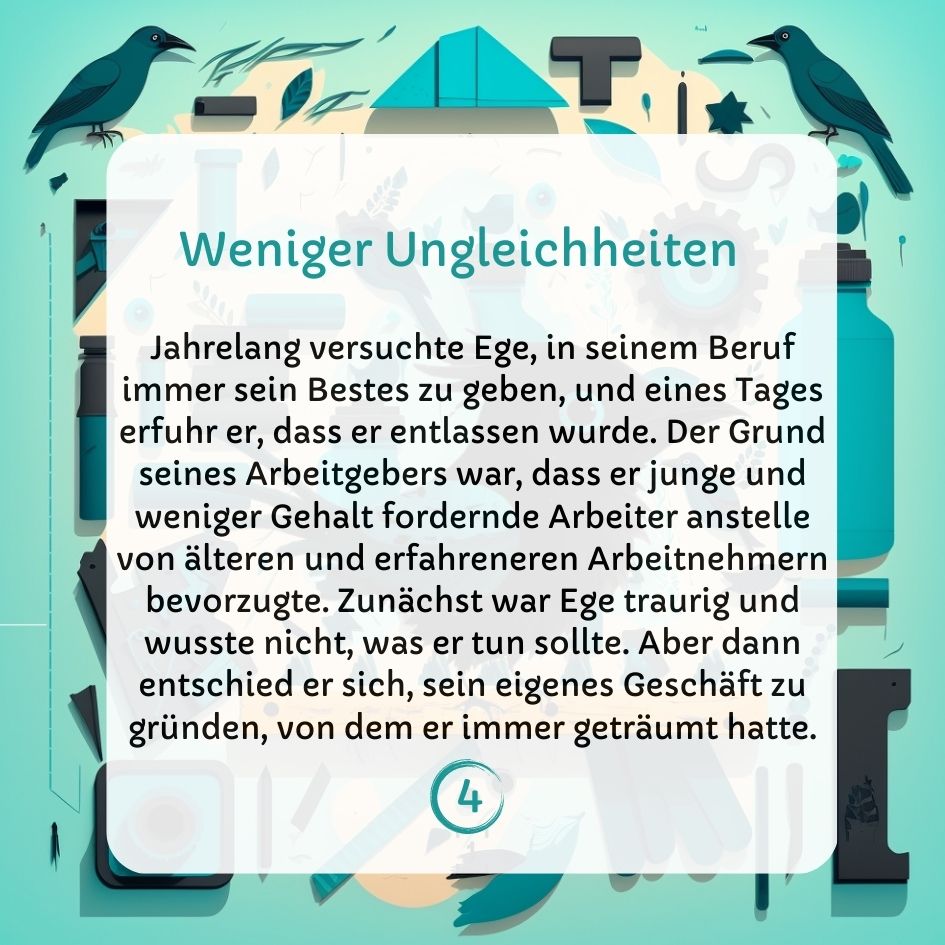 Weniger Ungleichheiten
Jahrelang versuchte Ege, in seinem Beruf
immer sein Bestes zu geben, und eines Tages
erfuhr er, dass er entlassen wurde. Der Grund
seines Arbeitgebers war, dass er junge und
weniger Gehalt fordernde Arbeiter anstelle
von älteren und erfahreneren Arbeitnehmern
bevorzugte. Zunächst war Ege traurig und
wusste nicht, was er tun sollte. Aber dann
entschied er sich, sein eigenes Geschäft zu
gründen, von dem er immer geträumt hatte.
4